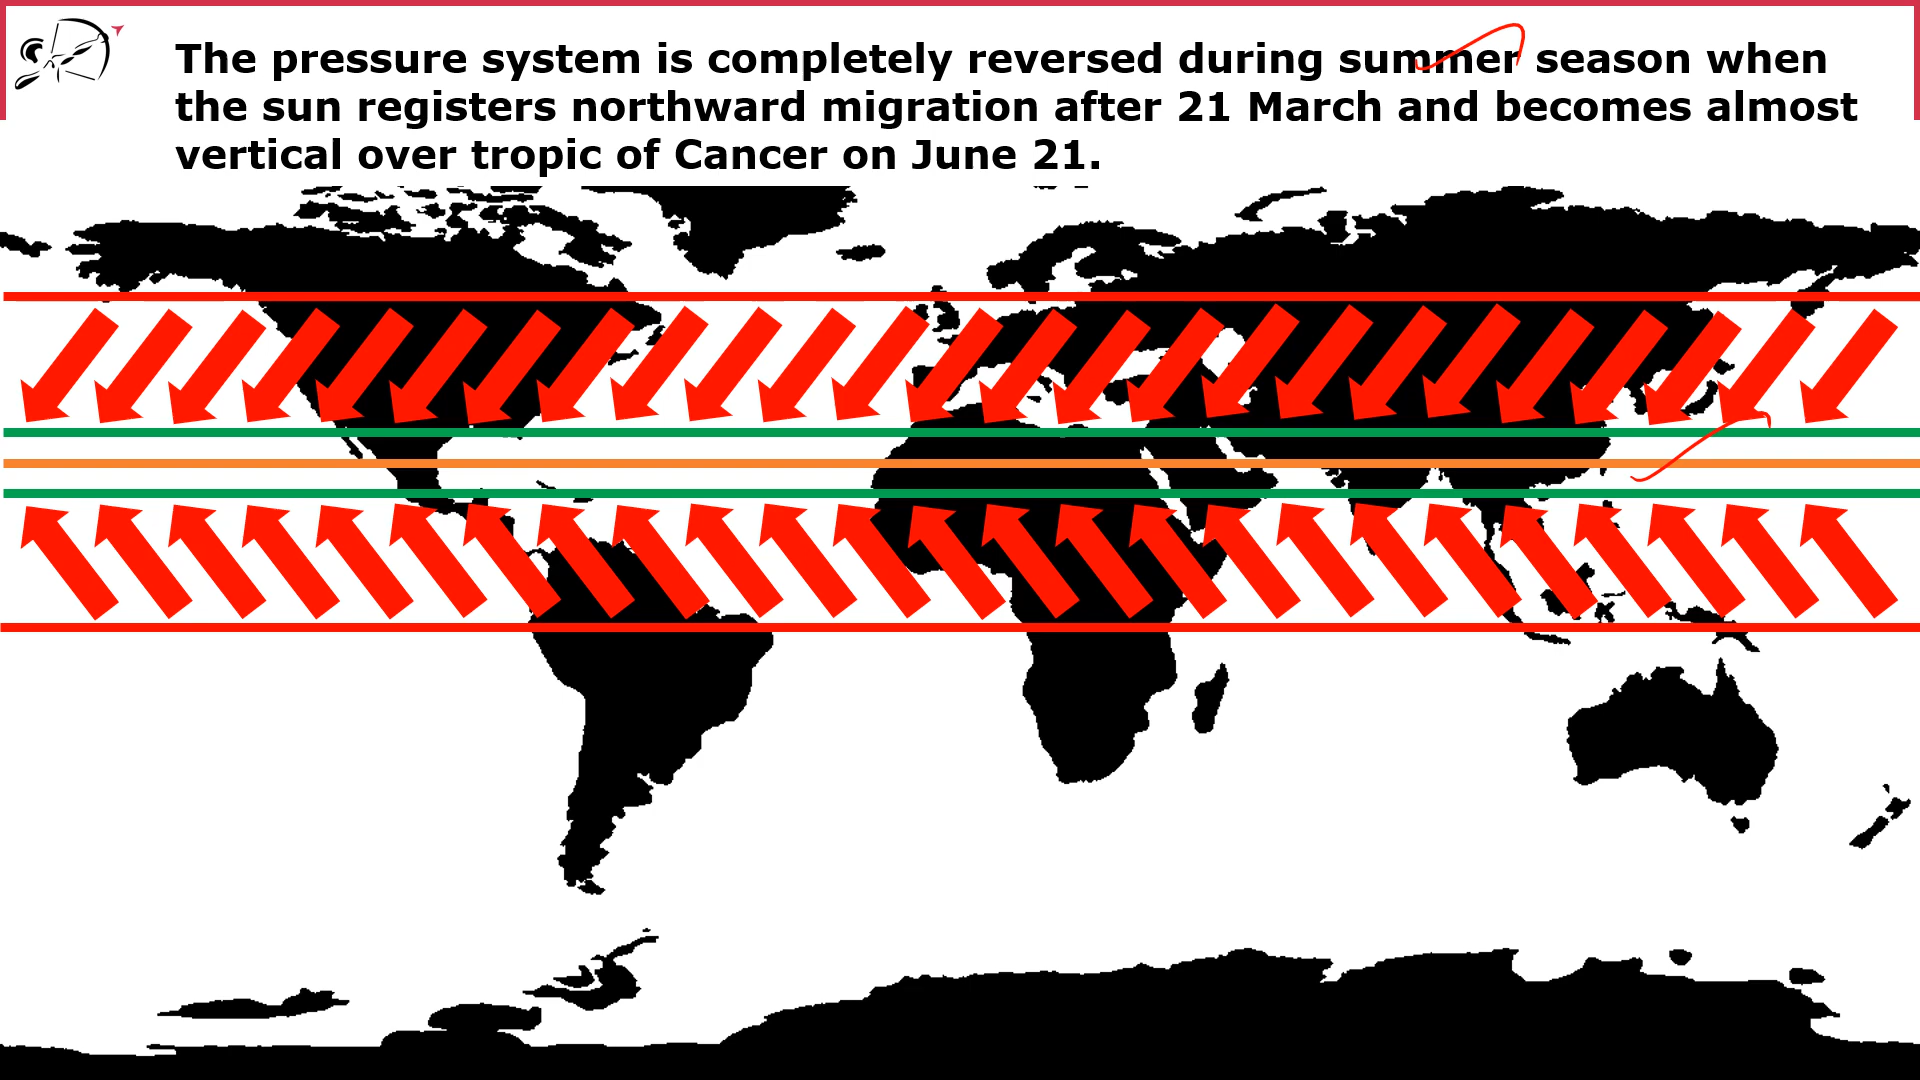 The pressure system is completely reversed during summer season when
the sun registers northward migration after 21 March and becomes almost
vertical over tropic of Cancer on June 21.